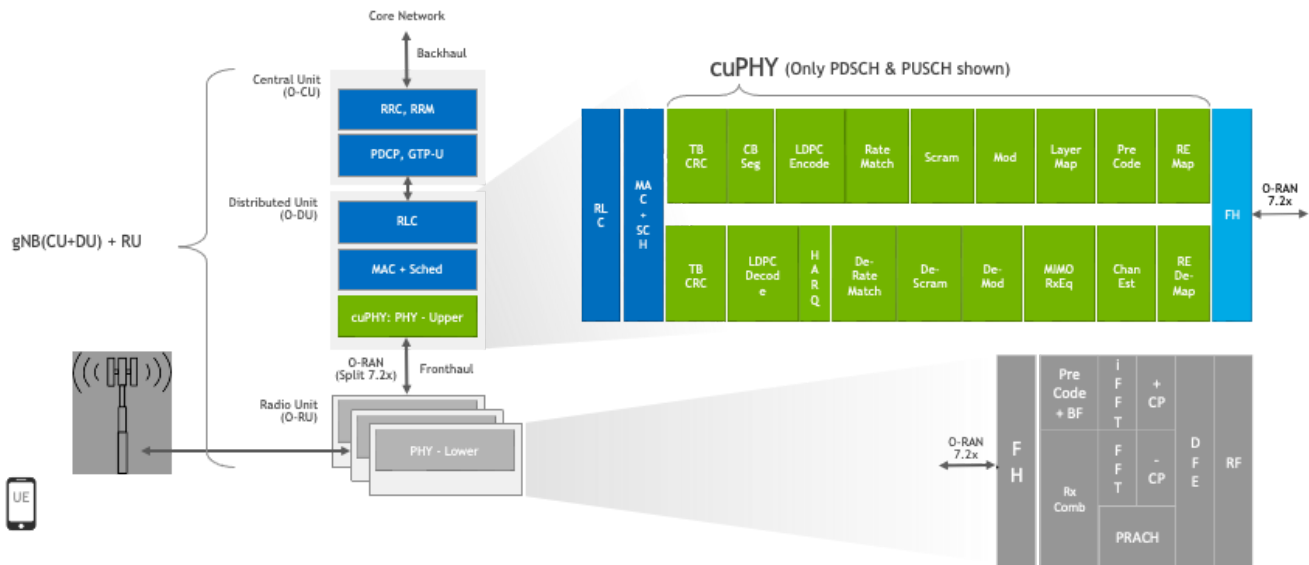 Core Network
Backhaul
Central Unit
(O-CU)
RRC, RRM
PDCP, GTP-U
Distributed Unit
(O-DU)
RLC
MAC + Sched
cuPHY: PHY - Upper
gNB(CU+DU) + RU
O-RAN
(Split 7.2x)
Fronthaul
Radio Unit
(O-RU)
PHY - Lower
UE
cuPHY (Only PDSCH & PUSCH shown)
RL
C
MA
C
+
SC
H
TB
CRC
CB
Seg
LDPC
Encode
Rate
Match
Scram
Mod
Layer
Map
Pre
Code
RE
Map
FH
O-RAN
7.2x
TB
CRC
LDPC
Decod
e
H
A
R
Q
De-
Rate
Match
De-
Scram
De-
Mod
MIMO
RxEq
Chan
Est
RE
De-
Map
O-RAN
7.2x
F
H
Pre
Code
+ BF
i
F
F
T
+
CP
Rx
Comb
F
F
T
-
CP
PRACH
D
F
E
RF